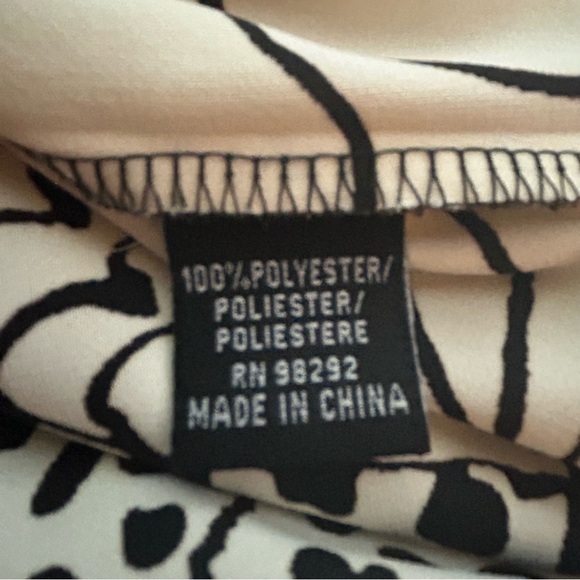 100%POLYESTER/
POLIESTER/
POLIESTERE
RN 98292
MADE IN CHINA